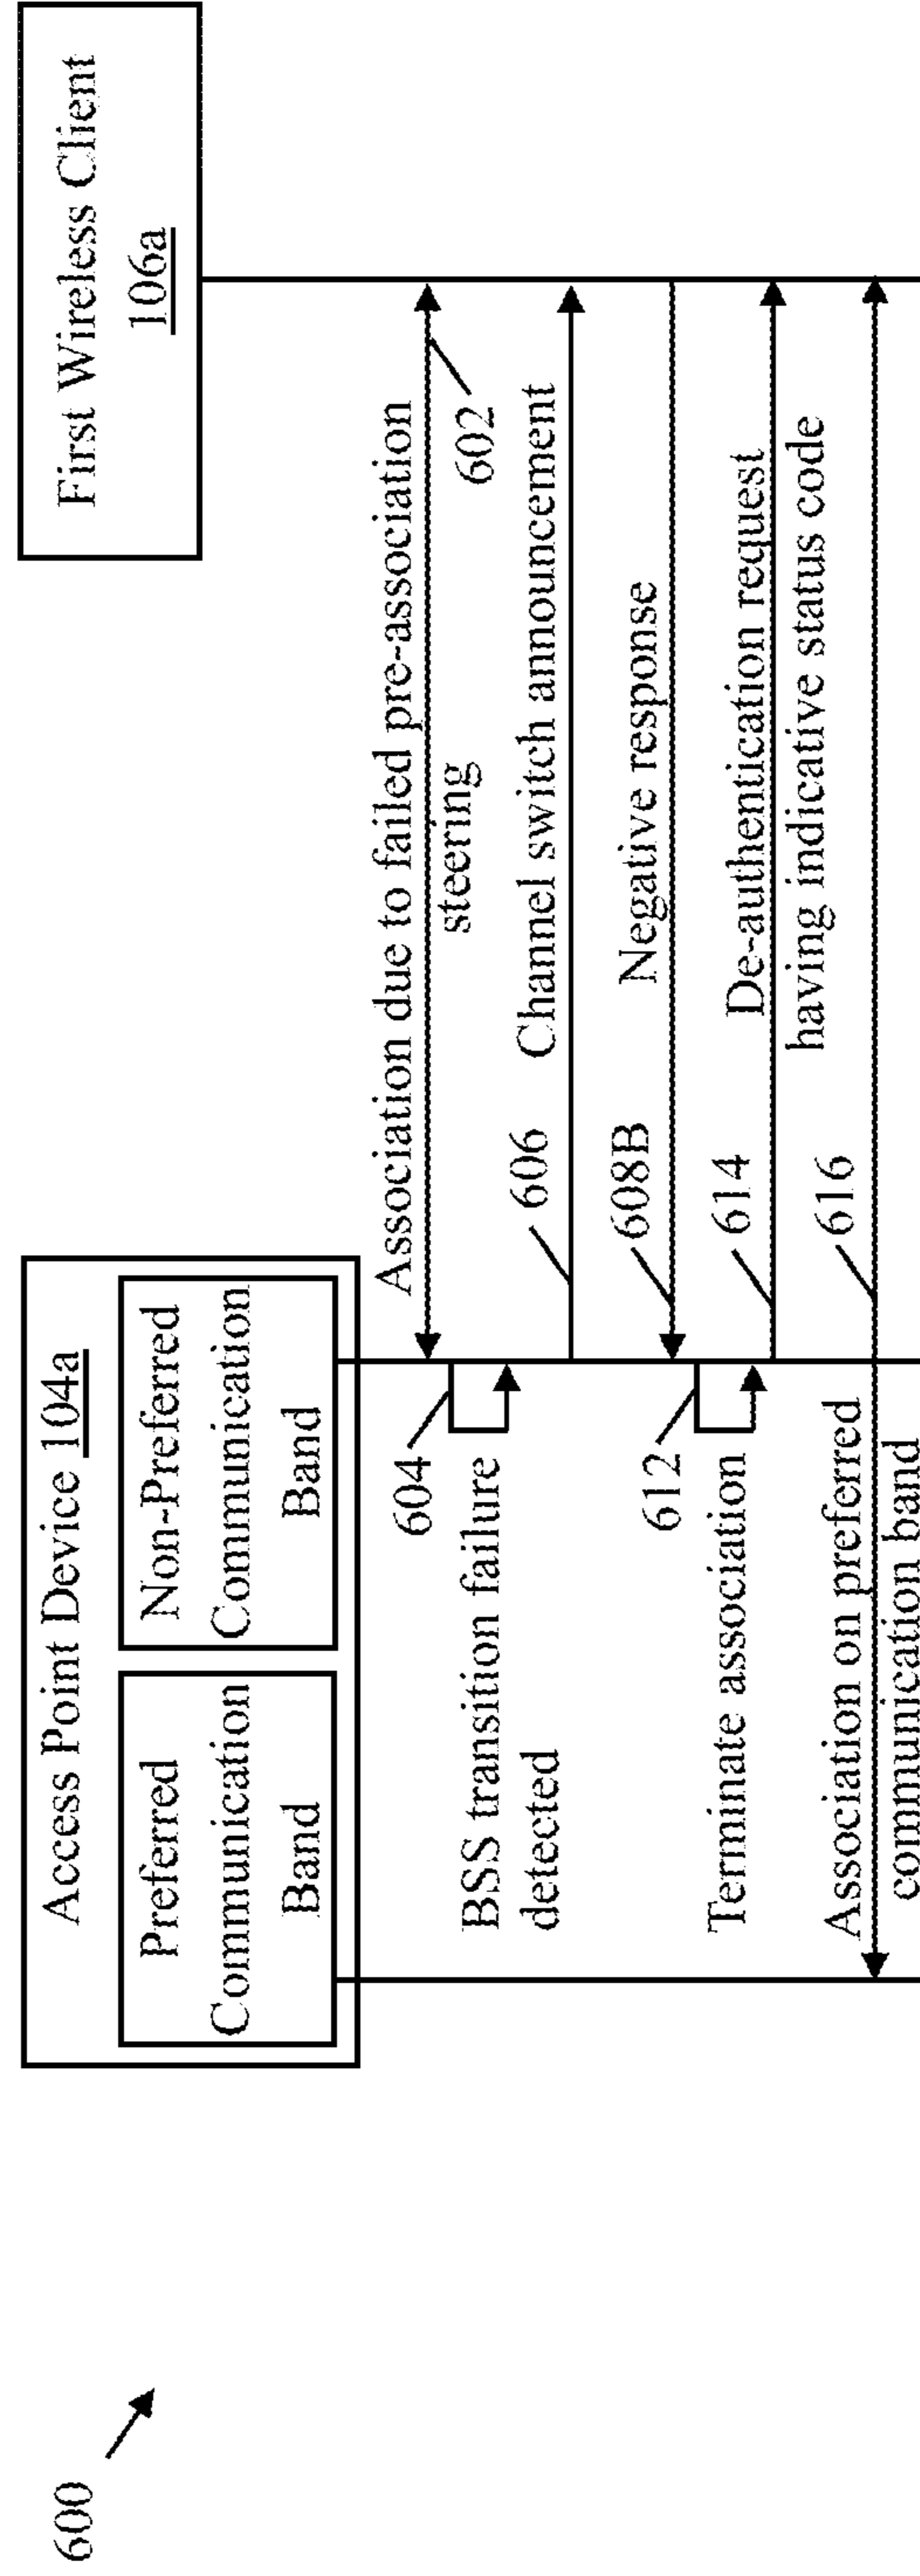 600
Access Point Device 104a
Preferred
Communication
Band
Non-Preferred
Communication
Band
First Wireless Client
106a
Association due to failed pre-association
steering
602
604
BSS transition failure
detected
606
Channel switch announcement
608B
Negative response
612
Terminate association
614
De-authentication request
having indicative status code
616
Association on preferred
communication band